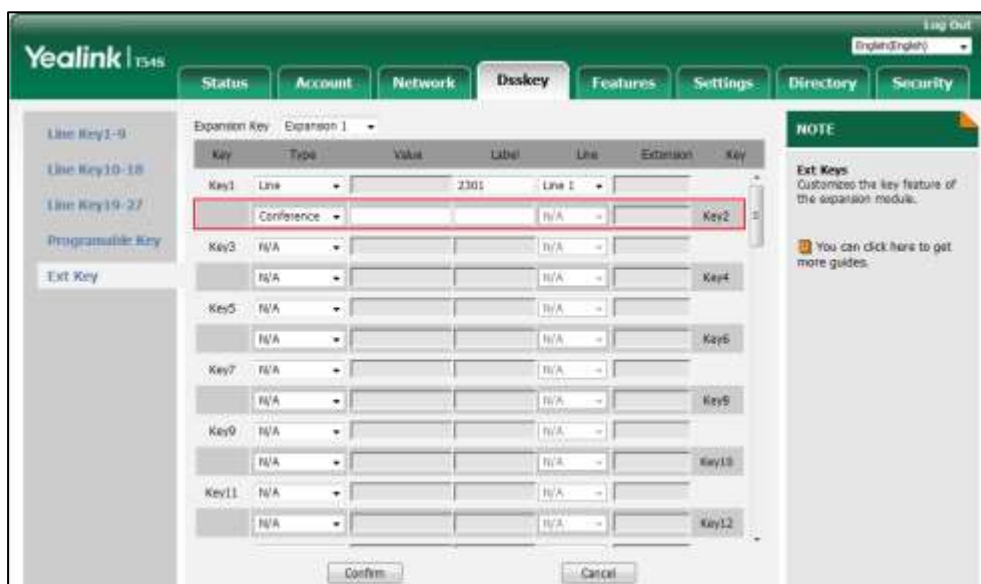 Log Out
Yealink T54S
English(English)
Status Account Network Dsskey Features Settings Directory Security
Line Key1-9
Line Key10-18
Line Key19-27
Programable Key
Ext Key
Expansion Key Expansion 1
Key Type Value Label Line Extension Key
Key1 Line 2301 Line 1
Conference N/A Key2
Key3 N/A N/A
N/A N/A Key4
Key5 N/A N/A
N/A N/A Key6
Key7 N/A N/A
N/A N/A Key8
Key9 N/A N/A
N/A N/A Key10
Key11 N/A N/A
N/A N/A Key12
Confirm Cancel
NOTE
Ext Keys
Customizes the key feature of
the expansion module.
You can click here to get
more guides.